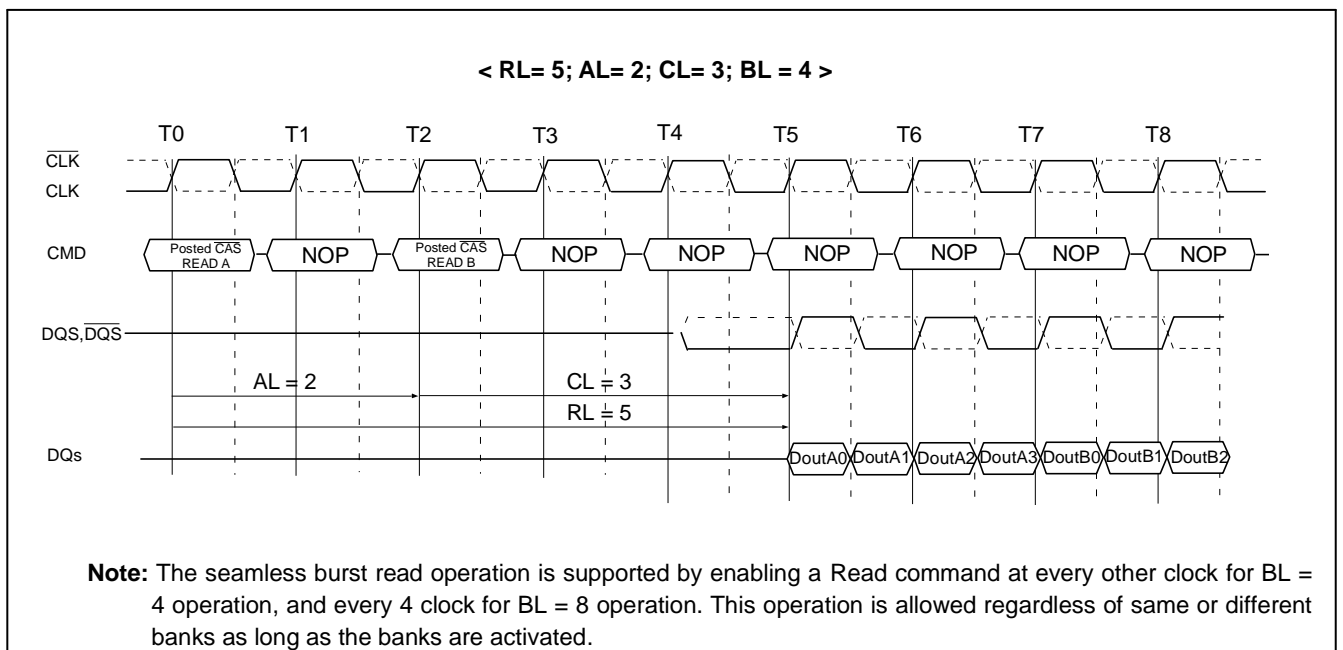 < RL= 5; AL= 2; CL= 3; BL = 4 >
T0 T1 T2 T3 T4 T5 T6 T7 T8
CLK
CLK
CMD
Posted CAS
READ A
NOP
Posted CAS
READ B
NOP
NOP
NOP
NOP
NOP
NOP
DQS,DQS
AL = 2
CL = 3
RL = 5
DQs
DoutA0 DoutA1 DoutA2 DoutA3 DoutB0 DoutB1 DoutB2
Note: The seamless burst read operation is supported by enabling a Read command at every other clock for BL =
4 operation, and every 4 clock for BL = 8 operation. This operation is allowed regardless of same or different
banks as long as the banks are activated.